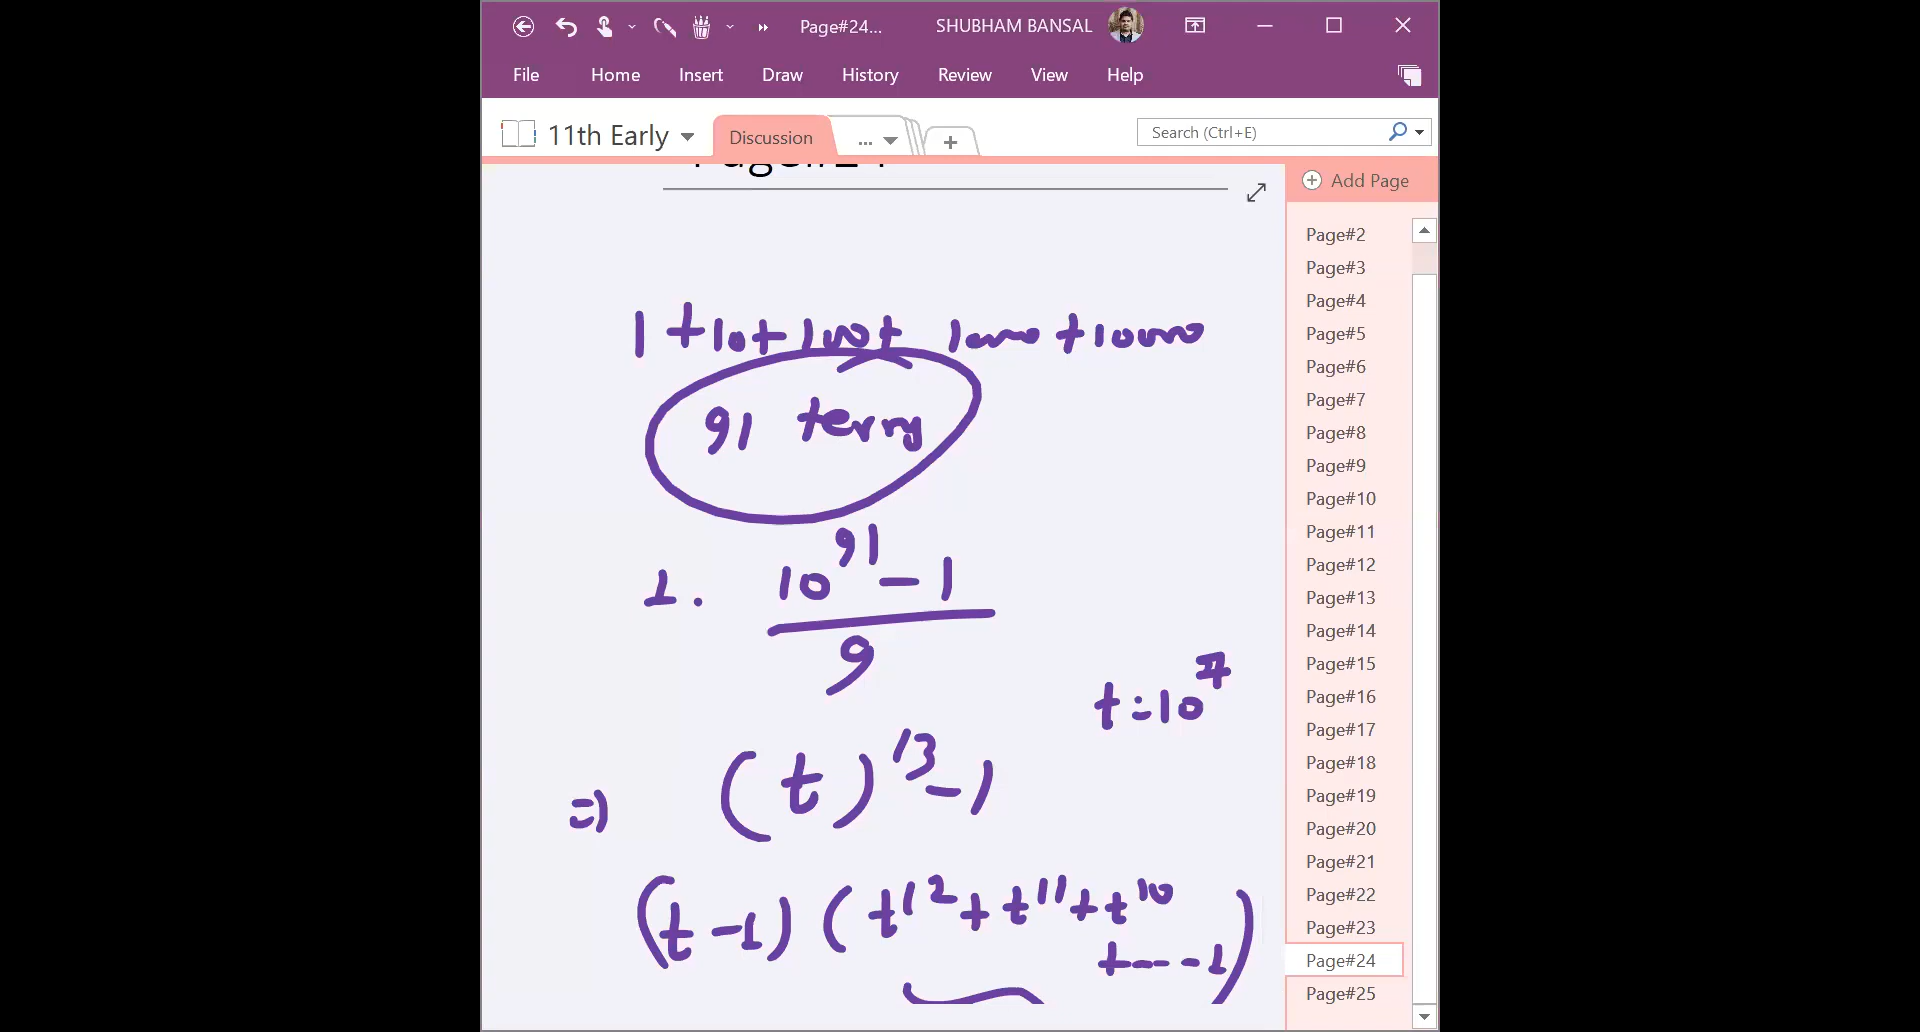 Page#24... SHUBHAM BANSAL
File Home Insert Draw History Review View Help
11th Early Discussion ... + Search (Ctrl+E)
Page#24
Add Page
Page#2
Page#3
Page#4
Page#5
Page#6
Page#7
Page#8
Page#9
Page#10
Page#11
Page#12
Page#13
Page#14
Page#15
Page#16
Page#17
Page#18
Page#19
Page#20
Page#21
Page#22
Page#23
Page#24
Page#25
1 + 10 + 100 + 1000 + 10000
91 terms
1. 10^91 - 1
9
t = 10^7
=) (t)^13 - 1
(t - 1) (t^12 + t^11 + t^10
+ --- 1)